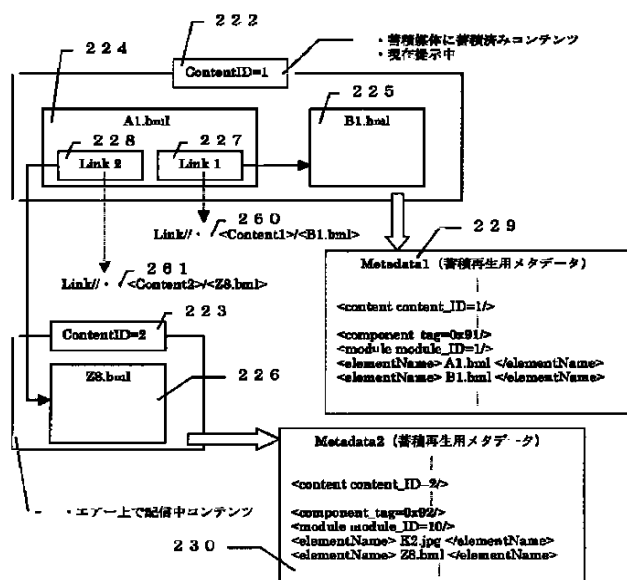 222
・蓄積媒体に蓄積済みコンテンツ
・現在提示中
224
ContentID=1
225
A1.bml
B1.bml
228
227
Link 2
Link 1
260
Link//・ <Content1>/<B1.bml>
229
261
Link//・ <Content2>/<Z8.bml>
Metadata1（蓄積再生用メタデータ）
<content content_ID=1/>
<component tag=0x91/>
<module module_ID=1/>
<elementName> A1.bml </elementName>
<elementName> B1.bml </elementName>
223
ContentID=2
226
Z8.bml
Metadata2（蓄積再生用メタデータ）
<content content_ID=2/>
<component_tag=0x92/>
<module module_ID=10/>
<elementName> K2.jpg </elementName>
<elementName> Z8.bml </elementName>
・エアー上で配信中コンテンツ
230